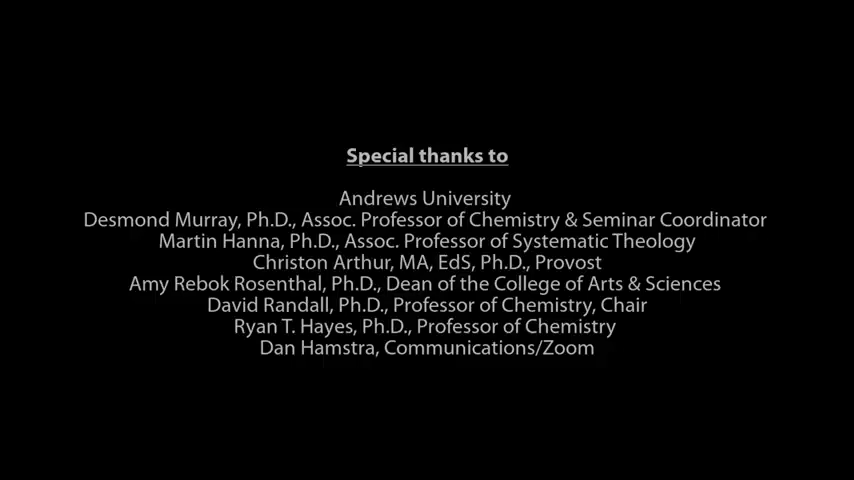 Special thanks to
Andrews University
Desmond Murray, Ph.D., Assoc. Professor of Chemistry & Seminar Coordinator
Martin Hanna, Ph.D., Assoc. Professor of Systematic Theology
Christon Arthur, MA, EdS, Ph.D., Provost
Amy Rebok Rosenthal, Ph.D., Dean of the College of Arts & Sciences
David Randall, Ph.D., Professor of Chemistry, Chair
Ryan T. Hayes, Ph.D., Professor of Chemistry
Dan Hamstra, Communications/Zoom